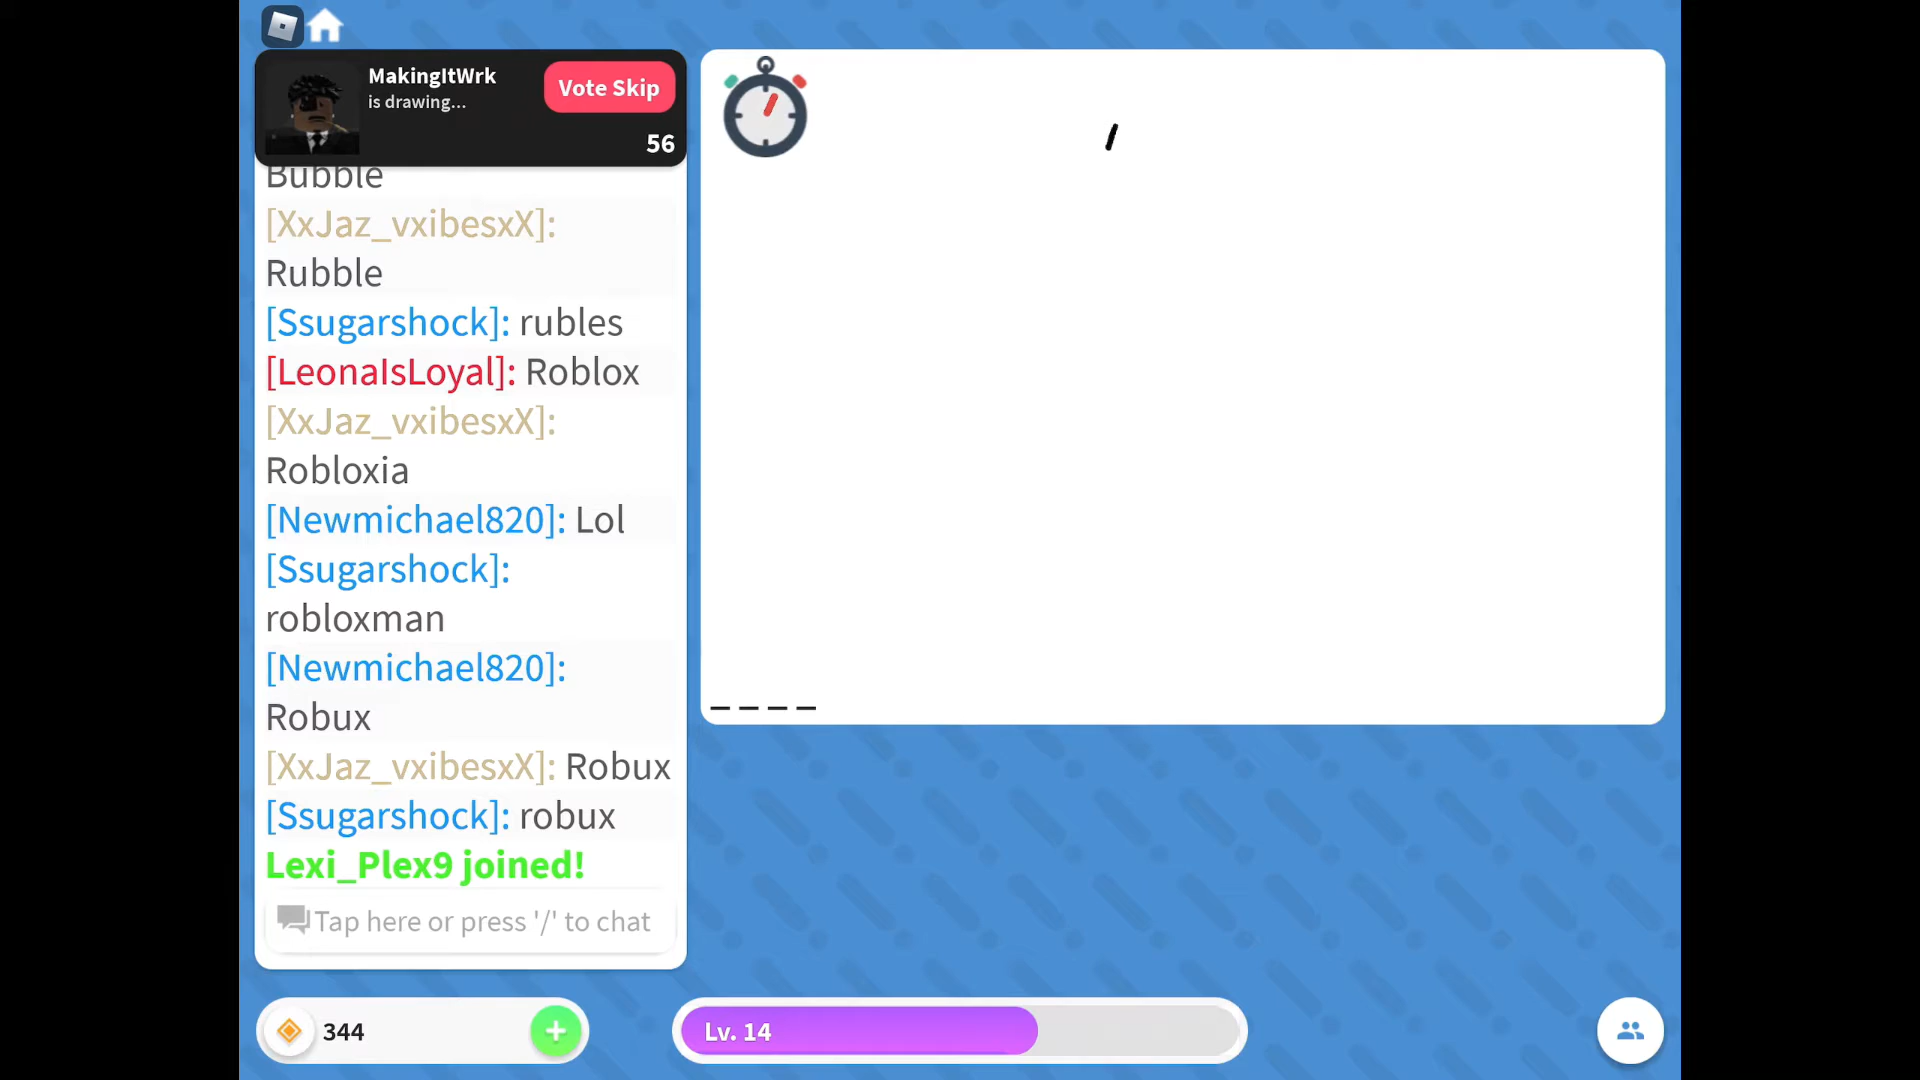 MakingItWrk
is drawing...
Vote Skip
56
Bubble
[XxJaz_vxibesxX]:
Rubble
[Ssugarshock]: rubles
[LeonaIsLoyal]: Roblox
[XxJaz_vxibesxX]:
Robloxia
[Newmichael820]: Lol
[Ssugarshock]:
robloxman
[Newmichael820]:
Robux
[XxJaz_vxibesxX]: Robux
[Ssugarshock]: robux
Lexi_Plex9 joined!
Tap here or press '/' to chat
_ _ _ _
344
+
Lv. 14